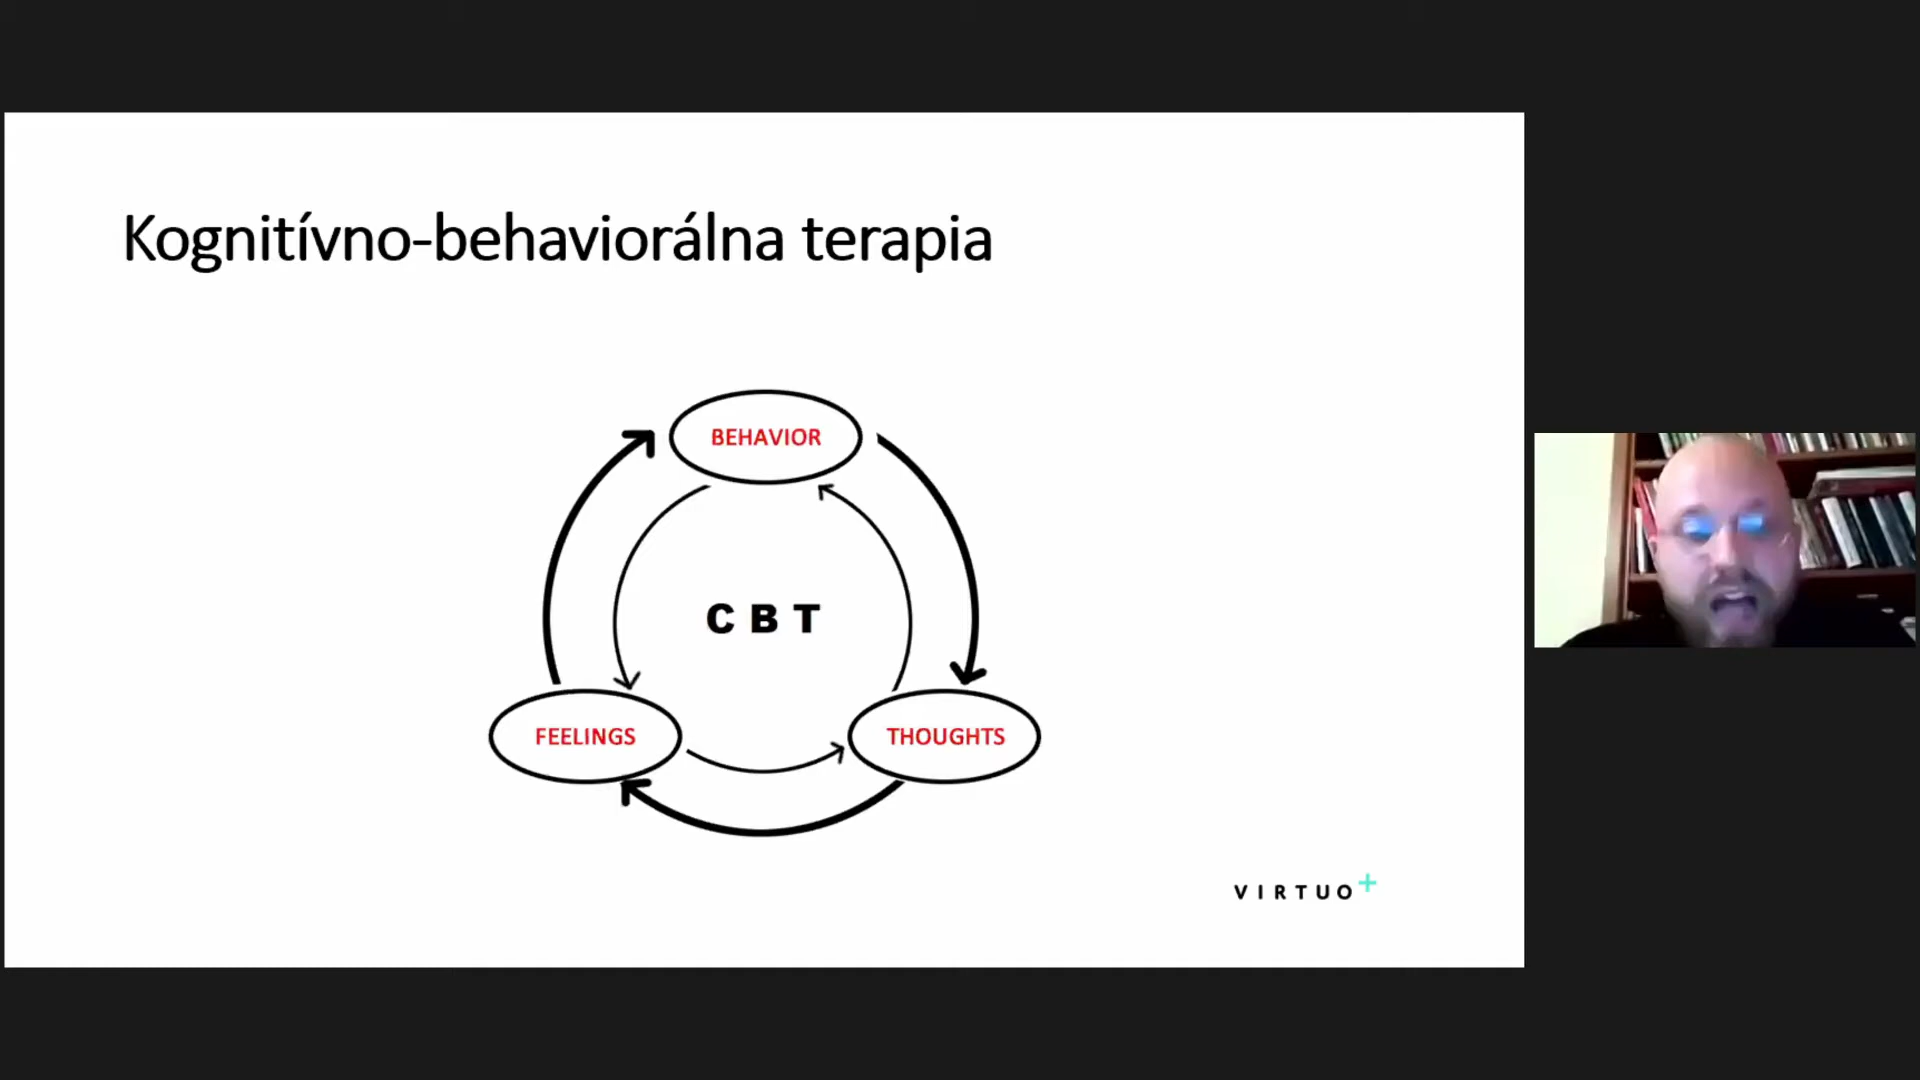 Kognitívno-behaviorálna terapia
BEHAVIOR
C B T
FEELINGS
THOUGHTS
VIRTUO+